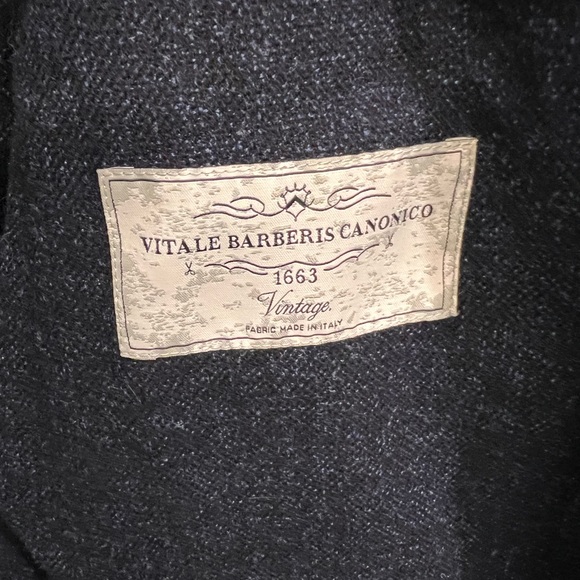 VITALE BARBERIS CANONICO
1663
Vintage.
FABRIC MADE IN ITALY